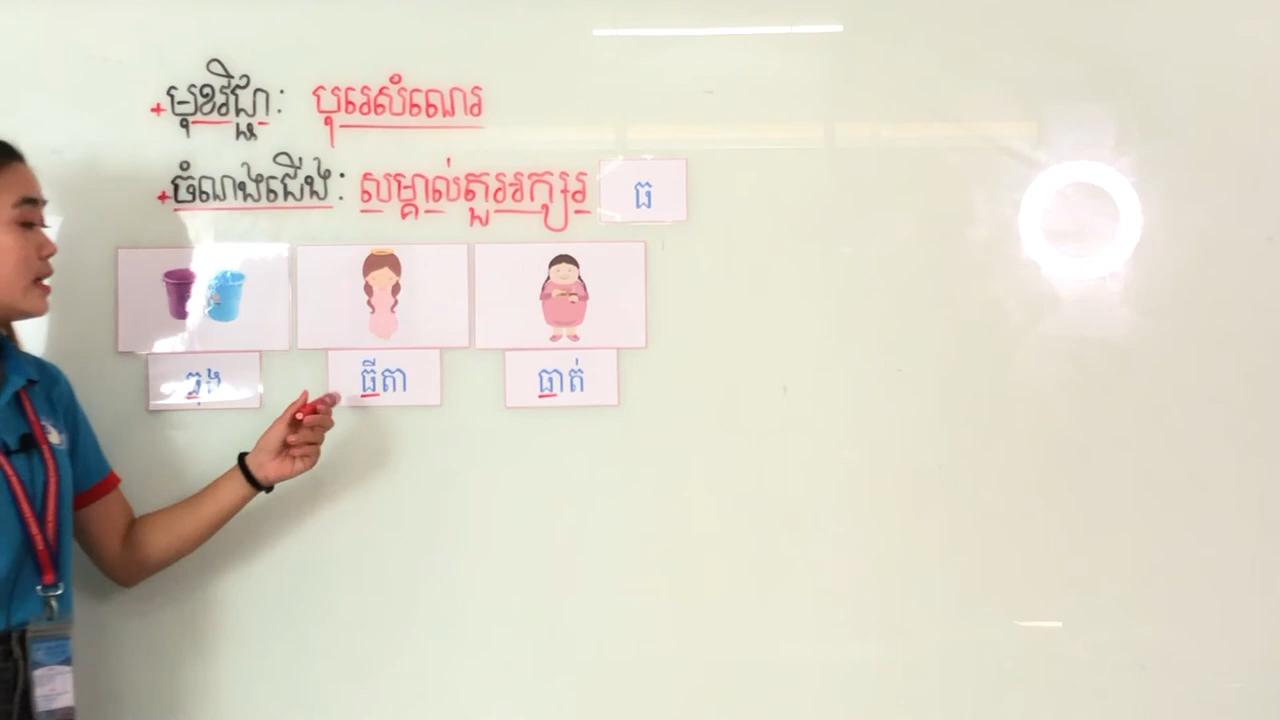 +មុខវិជ្ជា: បុរេសំណេរ
+ចំណងជើង: សម្គាល់តួរអក្សរ ធ
ធុង ធីតា ធាត់